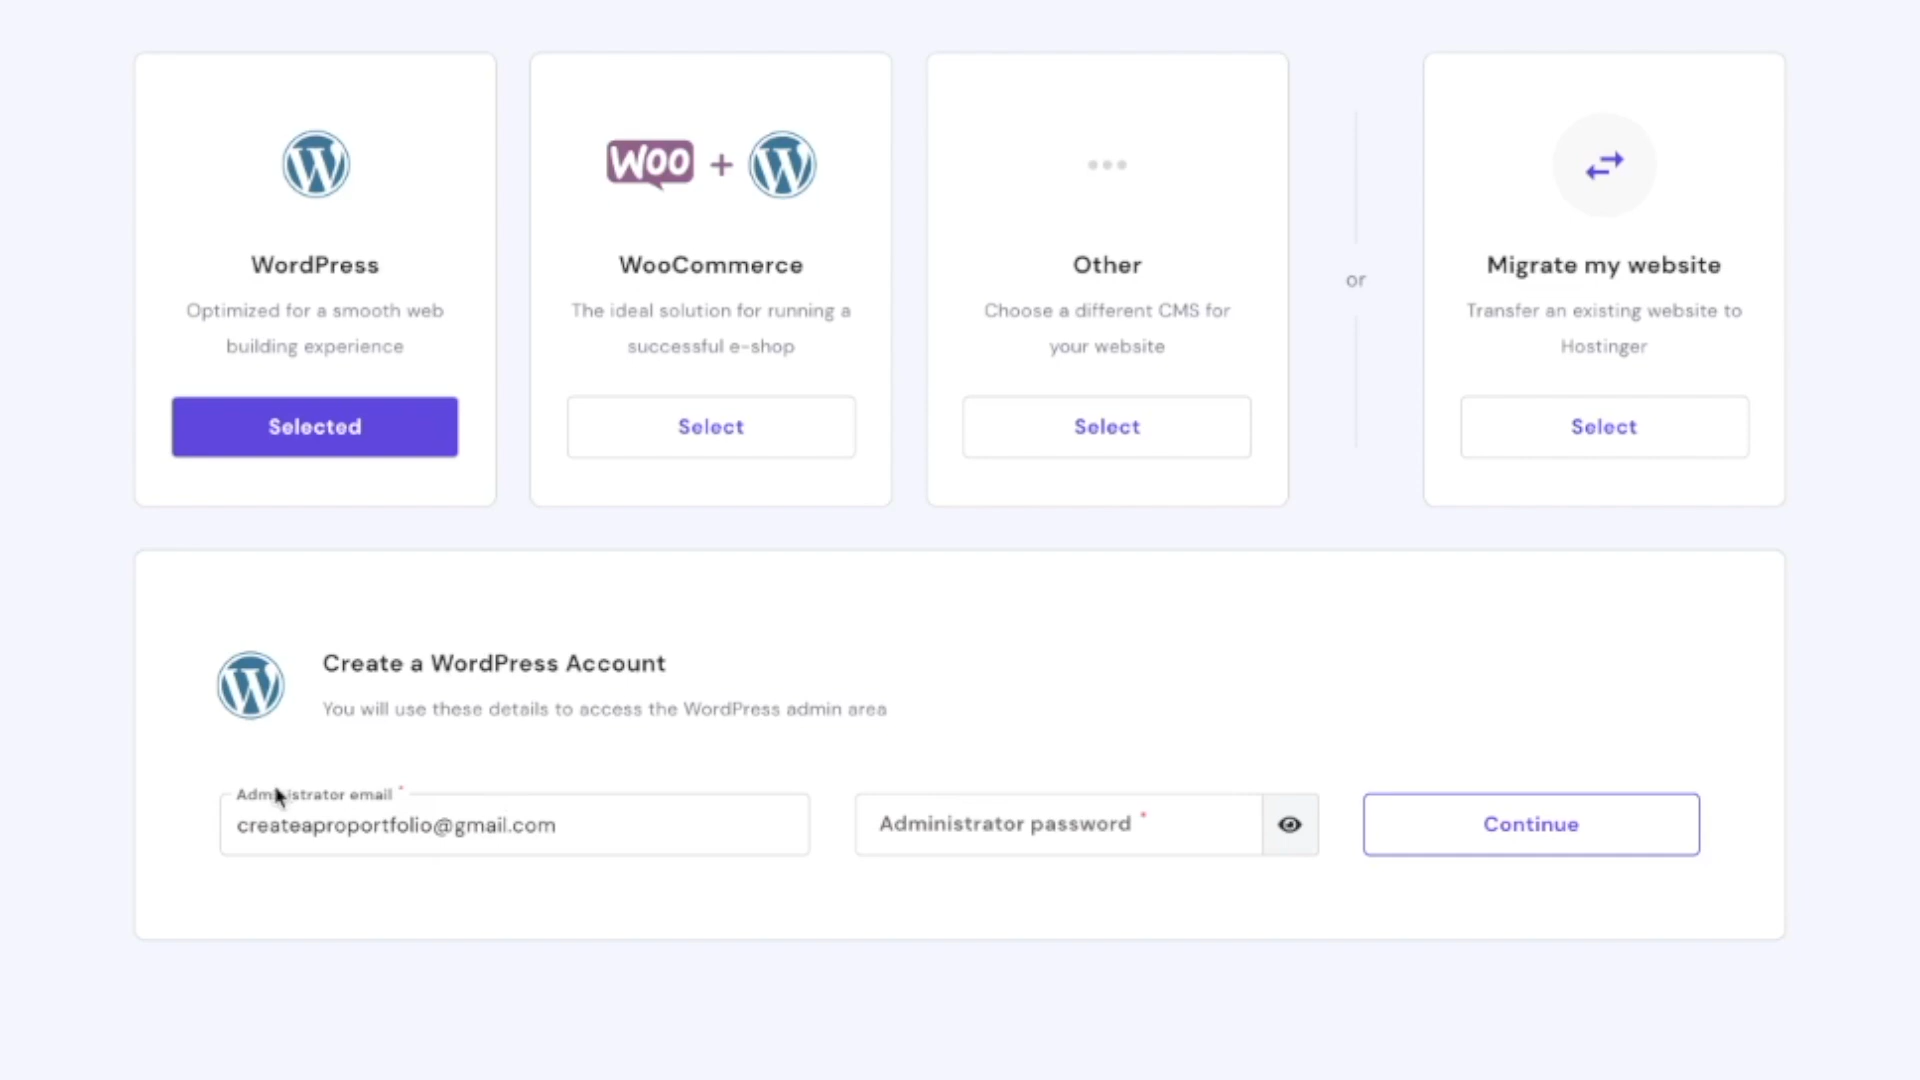 WOO + W
WordPress
Optimized for a smooth web
building experience
Selected
WooCommerce
The ideal solution for running a
successful e-shop
Select
Other
Choose a different CMS for
your website
Select
or
Migrate my website
Transfer an existing website to
Hostinger
Select
Create a WordPress Account
You will use these details to access the WordPress admin area
Administrator email *
createaproportfolio@gmail.com
Administrator password *
Continue